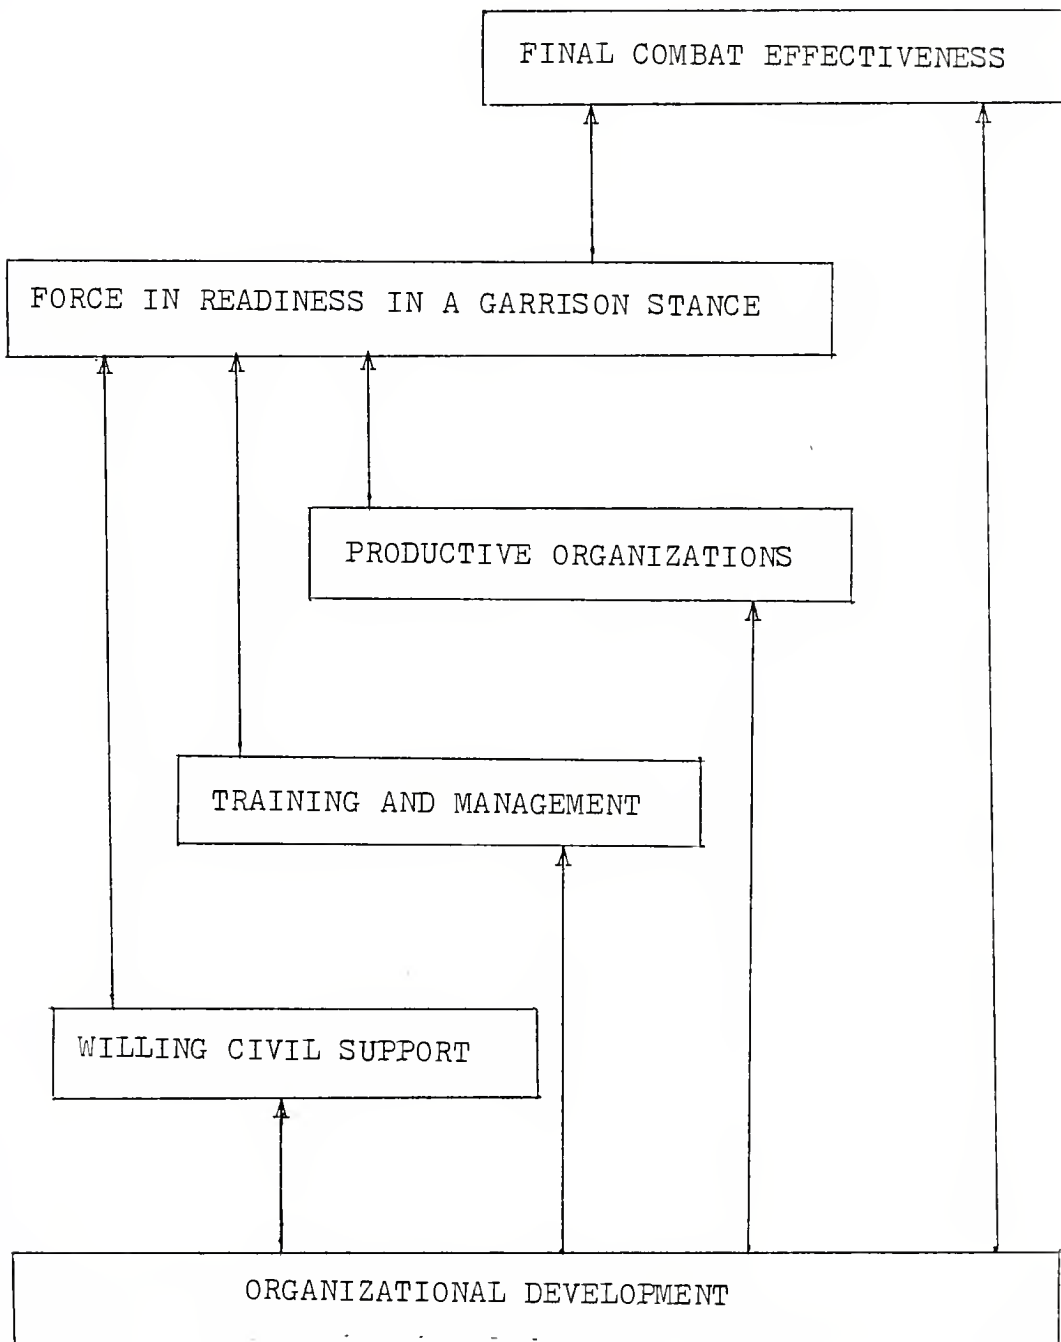 FINAL COMBAT EFFECTIVENESS
FORCE IN READINESS IN A GARRISON STANCE
PRODUCTIVE ORGANIZATIONS
TRAINING AND MANAGEMENT
WILLING CIVIL SUPPORT
ORGANIZATIONAL DEVELOPMENT